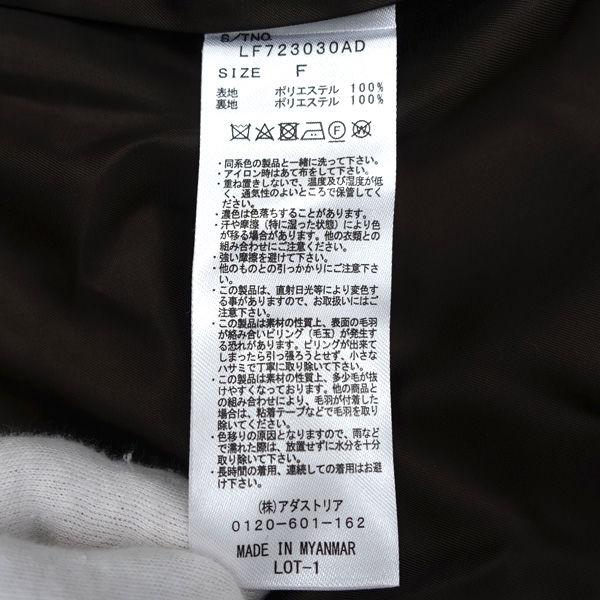 S/TNO.
LF723030AD
SIZE F
表地 ポリエステル 100%
裏地 ポリエステル 100%
F W
・同系色の製品と一緒に洗って下さい。
・アイロン時はあて布をして下さい。
・重ね置きしないで、温度及び湿度が低
く、通気性のよいところで保管してく
ださい。
・濃色は色落ちすることがあります。
・汗や摩擦（特に湿った状態）により色
が移る場合があります。他の衣類との
組み合わせにご注意ください。
・強い摩擦を避けて下さい。
・他のものとの引っかかりにご注意下さ
い。
・この製品は、直射日光等により変色す
る事がありますので、お取扱いにはご
注意下さい。
・この製品は素材の性質上、表面の毛羽
が絡み合いピリング（毛玉）が発生す
る恐れがあります。ピリングが出来て
しまったら引っ張ろうとせず、小さな
ハサミで丁寧に取り除いて下さい。
・この製品は素材の性質上、多少毛が抜
けやすくなっております。他の商品と
の組み合わせにより、毛羽が付着した
場合は、粘着テープなどで毛羽を取り
除いてください。
・色移りの原因となりますので、雨など
で濡れた際は、放置せずに水分を十分
取り除いて下さい。
・長時間の着用、連続しての着用はお避
け下さい。
(株)アダストリア
0120-601-162
MADE IN MYANMAR
LOT-1